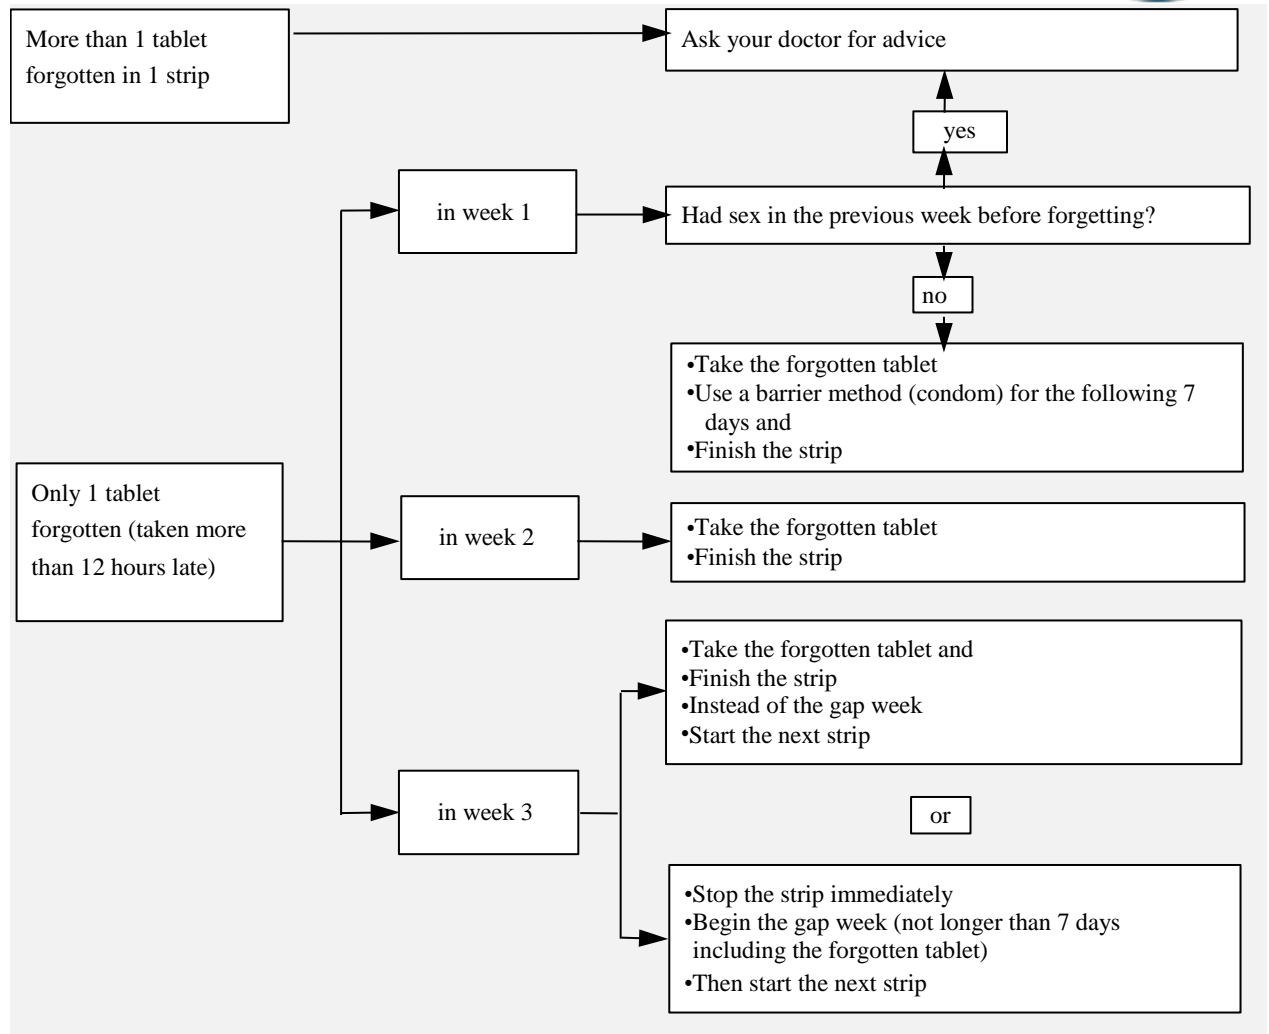 More than 1 tablet
forgotten in 1 strip
Ask your doctor for advice
yes
in week 1
Had sex in the previous week before forgetting?
no
•Take the forgotten tablet
•Use a barrier method (condom) for the following 7
days and
•Finish the strip
Only 1 tablet
forgotten (taken more
than 12 hours late)
in week 2
•Take the forgotten tablet
•Finish the strip
•Take the forgotten tablet and
•Finish the strip
•Instead of the gap week
•Start the next strip
in week 3
or
•Stop the strip immediately
•Begin the gap week (not longer than 7 days
including the forgotten tablet)
•Then start the next strip